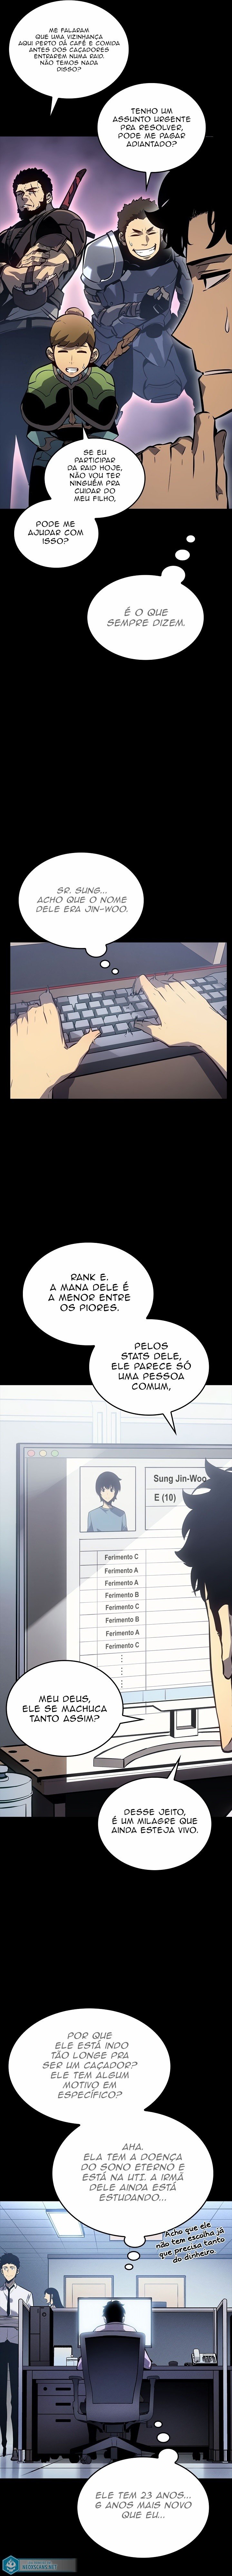 ME FALARAM
QUE UMA VIZINHANÇA
AQUI PERTO DÁ CAFÉ E COMIDA
ANTES DOS CAÇADORES
ENTRAREM NUMA RAID.
NÃO TEMOS NADA
DISSO?
TENHO UM
ASSUNTO URGENTE
PRA RESOLVER,
PODE ME PAGAR
ADIANTADO?
SE EU
PARTICIPAR
DA RAID HOJE,
NÃO VOU TER
NINGUÉM PRA
CUIDAR DO
MEU FILHO,
PODE ME
AJUDAR COM
ISSO?
É O QUE
SEMPRE DIZEM.
SR. SUNG...
ACHO QUE O NOME
DELE ERA JIN-WOO.
RANK E.
A MANA DELE É
A MENOR ENTRE
OS PIORES.
PELOS
STATS DELE,
ELE PARECE SÓ
UMA PESSOA
COMUM,
Sung Jin-Woo
E (10)
Ferimento C
Ferimento A
Ferimento A
Ferimento B
Ferimento C
Ferimento B
Ferimento A
Ferimento C
MEU DEUS,
ELE SE MACHUCA
TANTO ASSIM?
DESSE JEITO,
É UM MILAGRE QUE
AINDA ESTEJA VIVO.
POR QUE
ELE ESTÁ INDO
TÃO LONGE PRA
SER UM CAÇADOR?
ELE TEM ALGUM
MOTIVO EM
ESPECÍFICO?
AHA.
ELA TEM A DOENÇA
DO SONO ETERNO E
ESTÁ NA UTI. A IRMÃ
DELE AINDA ESTÁ
ESTUDANDO...
Acho que ele
não tem escolha já
que precisa tanto
do dinheiro
ELE TEM 23 ANOS...
6 ANOS MAIS NOVO
QUE EU...
NEOXSCANS.NET